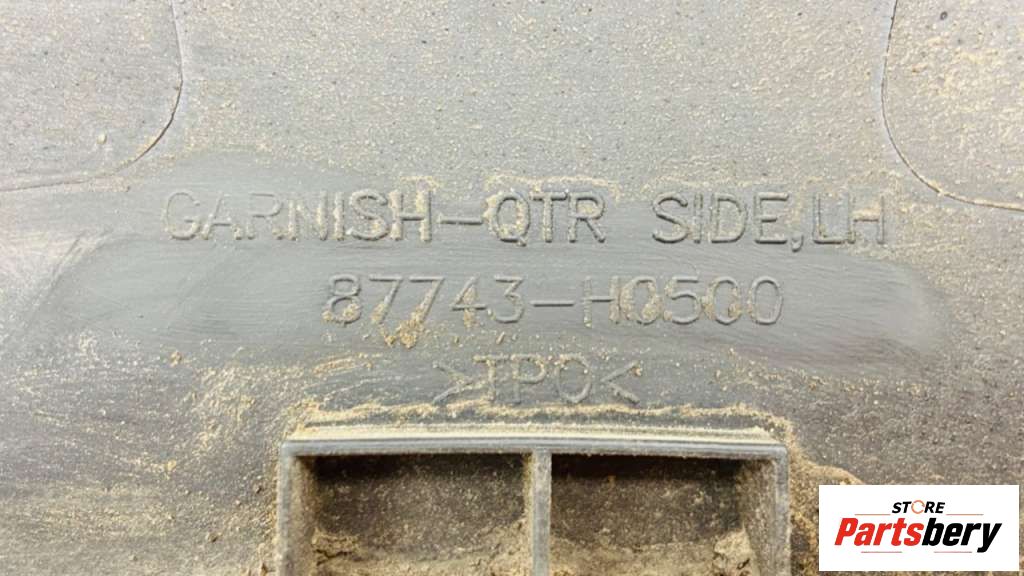 GARNISH-QTR SIDE,LH
87743-H0500
>TPO<
STORE
Partsbery